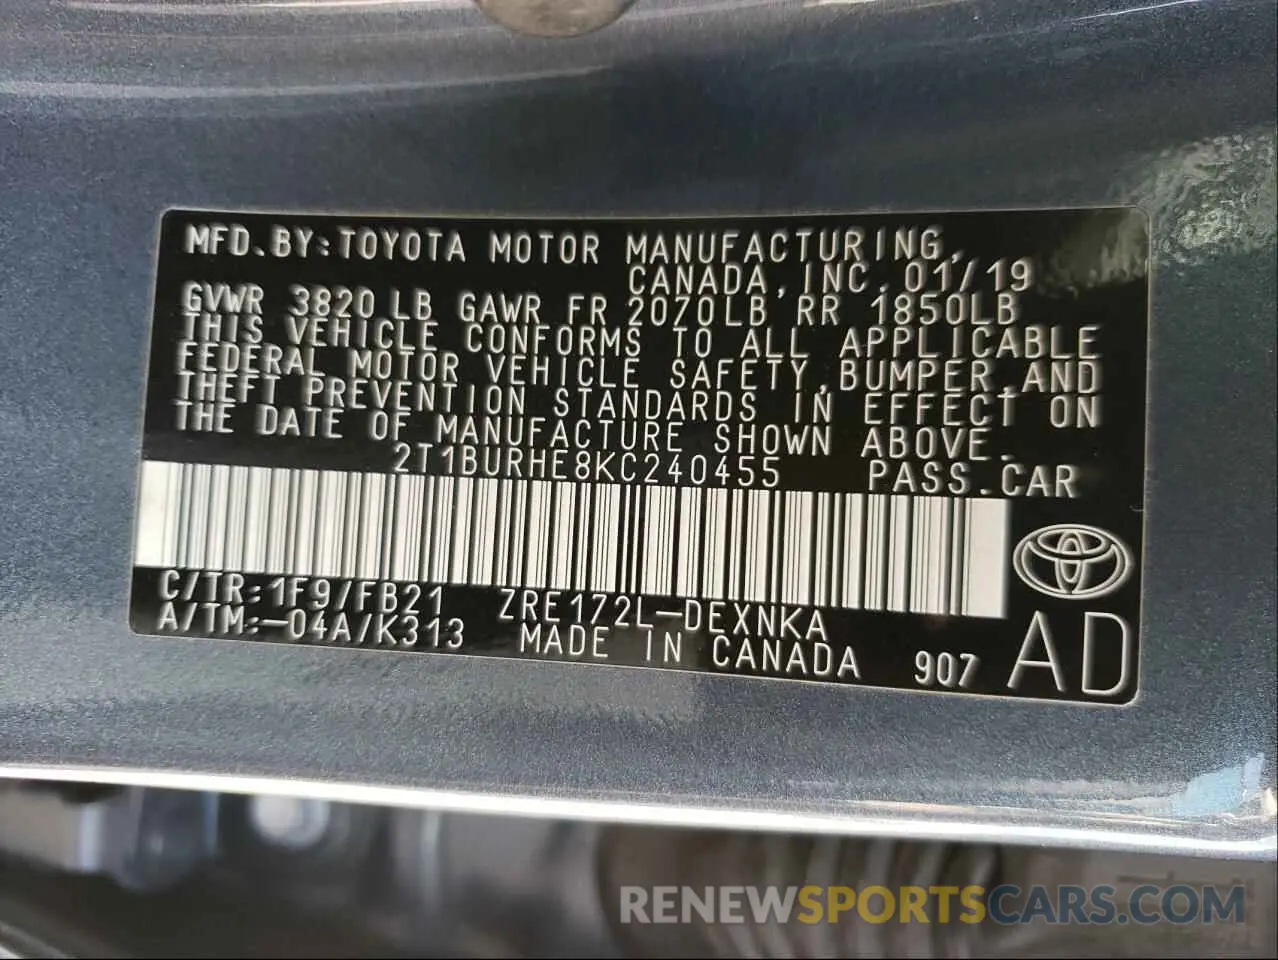 MFD.BY:TOYOTA MOTOR MANUFACTURING,
CANADA,INC. 01/19
GVWR 3820 LB GAWR FR 2070LB RR 1850LB
THIS VEHICLE CONFORMS TO ALL APPLICABLE
FEDERAL MOTOR VEHICLE SAFETY,BUMPER,AND
THEFT PREVENTION STANDARDS IN EFFECT ON
THE DATE OF MANUFACTURE SHOWN ABOVE.
2T1BURHE8KC240455 PASS.CAR
C/TR:1F9/FB21 ZRE172L-DEXNKA
A/TM:-04A/K313 MADE IN CANADA 907 AD
RENEWSPORTSCARS.COM